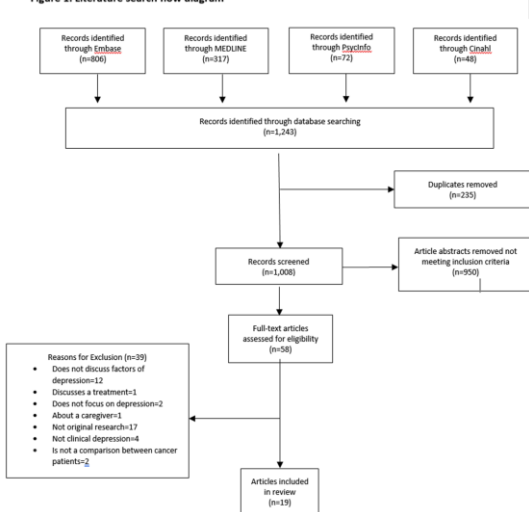 Figure 1. Literature search flow diagram
Records identified
through Embase
(n=806)
Records identified
through MEDLINE
(n=317)
Records identified
through PsycInfo
(n=72)
Records identified
through Cinahl
(n=48)
Records identified through database searching
(n=1,243)
Duplicates removed
(n=235)
Records screened
(n=1,008)
Article abstracts removed not
meeting inclusion criteria
(n=950)
Full-text articles
assessed for eligibility
(n=58)
Reasons for Exclusion (n=39)
• Does not discuss factors of
depression=12
• Discusses a treatment=1
• Does not focus on depression=2
• About a caregiver=1
• Not original research=17
• Not clinical depression=4
• Is not a comparison between cancer
patients=2
Articles included
in review
(n=19)